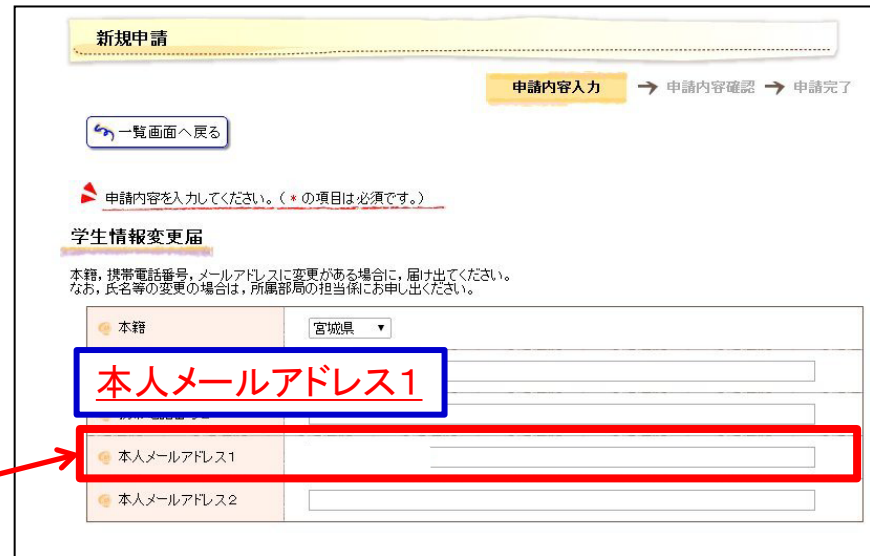 新規申請
申請内容入力 → 申請内容確認 → 申請完了
一覧画面へ戻る
申請内容を入力してください。(*の項目は必須です。)
学生情報変更届
本籍,携帯電話番号,メールアドレスに変更がある場合に,届け出てください。
なお,氏名等の変更の場合は,所属部局の担当係にお申し出ください。
本籍 宮城県 ▼
本人メールアドレス1
本人メールアドレス1
本人メールアドレス2